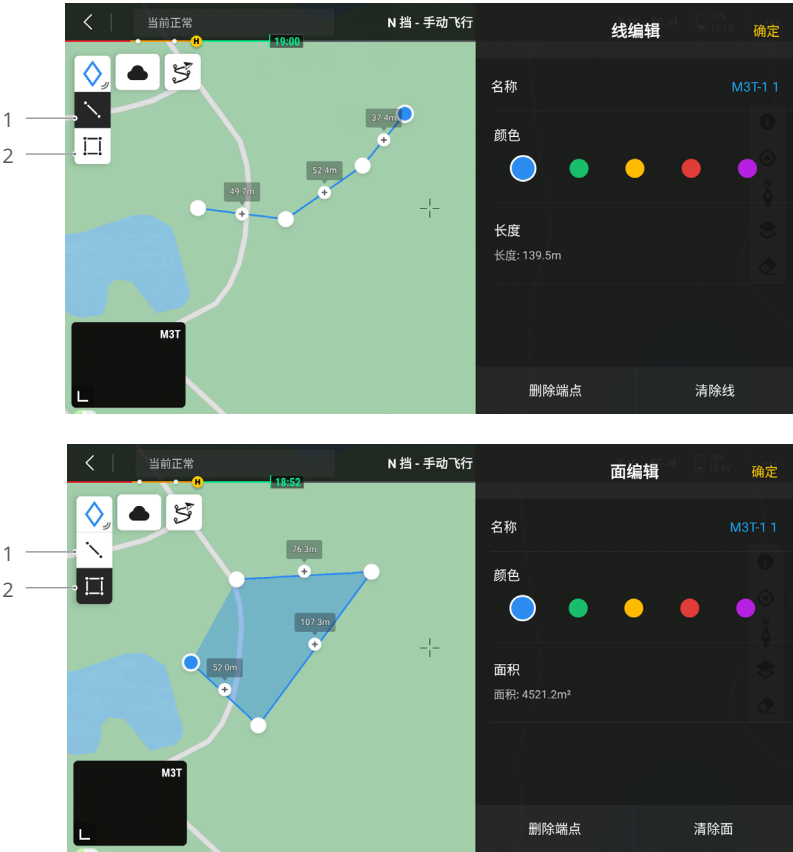 当前正常
N 挡 - 手动飞行
线编辑
确定
H
19:00
名称
M3T-1 1
1
37.4m
颜色
2
52.4m
49.7m
N
长度
长度: 139.5m
M3T
删除端点
清除线
当前正常
N 挡 - 手动飞行
面编辑
确定
H
18:52
名称
M3T-1 1
1
76.3m
颜色
2
107.3m
N
52.0m
面积
面积: 4521.2m²
M3T
删除端点
清除面